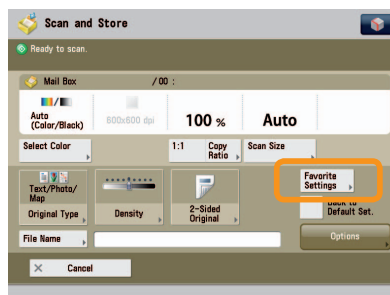 Scan and Store
Ready to scan.
Mail Box /00 :
Auto
(Color/Black)
600x600 dpi
100 %
Auto
Select Color
1:1
Copy
Ratio
Scan Size
Text/Photo/
Map
Original Type
Density
2-Sided
Original
Favorite
Settings
Back to
Default Set.
File Name
Options
× Cancel